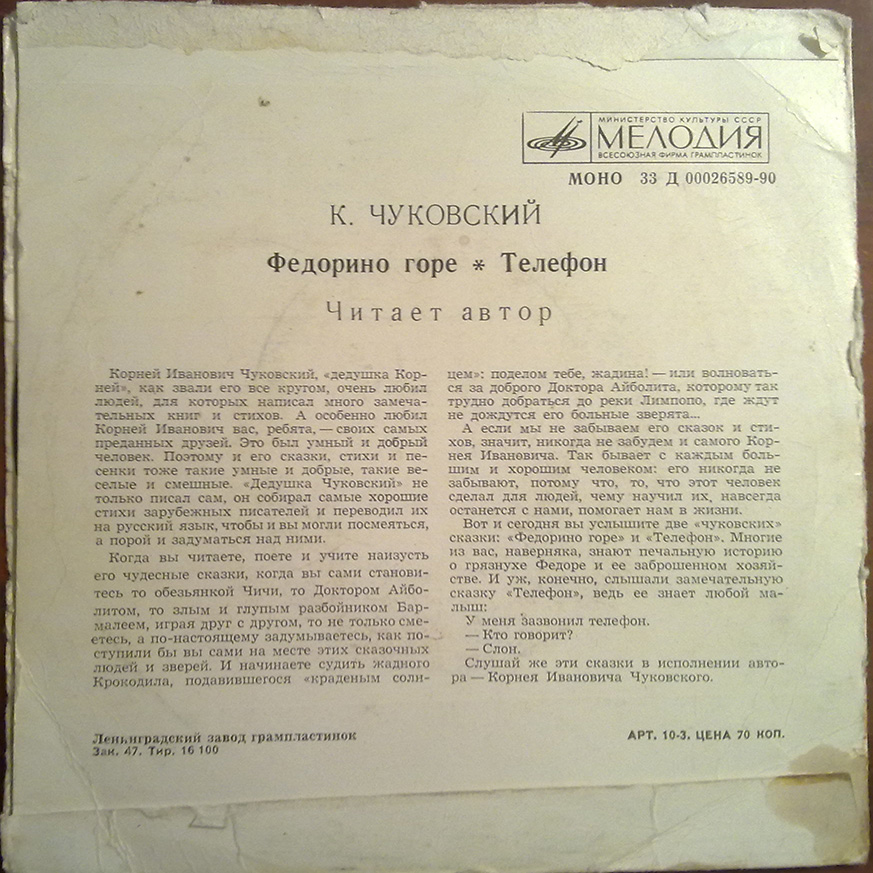 МИНИСТЕРСТВО КУЛЬТУРЫ СССР
МЕЛОДИЯ
ВСЕСОЮЗНАЯ ФИРМА ГРАМПЛАСТИНОК
МОНО 33 Д 00026589-90
К. ЧУКОВСКИЙ
Федорино горе * Телефон
Читает автор
Корней Иванович Чуковский, «дедушка Кор-
ней», как звали его все кругом, очень любил
людей, для которых написал много замеча-
тельных книг и стихов. А особенно любил
Корней Иванович вас, ребята, — своих самых
преданных друзей. Это был умный и добрый
человек. Поэтому и его сказки, стихи и пе-
сенки тоже такие умные и добрые, такие ве-
селые и смешные. «Дедушка Чуковский» не
только писал сам, он собирал самые хорошие
стихи зарубежных писателей и переводил их
на русский язык, чтобы и вы могли посмеяться,
а порой и задуматься над ними.
Когда вы читаете, поете и учите наизусть
его чудесные сказки, когда вы сами станови-
тесь то обезьянкой Чичи, то Доктором Айбо-
литом, то злым и глупым разбойником Бар-
малеем, играя друг с другом, то не только сме-
етесь, а по-настоящему задумываетесь, как по-
ступили бы вы сами на месте этих сказочных
людей и зверей. И начинаете судить жадного
Крокодила, подавившегося «краденым солн-
цем»: поделом тебе, жадина! — или волновать-
ся за доброго Доктора Айболита, которому так
трудно добраться до реки Лимпопо, где ждут
не дождутся его больные зверята...
А если мы не забываем его сказок и сти-
хов, значит, никогда не забудем и самого Кор-
нея Ивановича. Так бывает с каждым боль-
шим и хорошим человеком: его никогда не
забывают, потому что, то, что этот человек
сделал для людей, чему научил их, навсегда
останется с нами, помогает нам в жизни.
Вот и сегодня вы услышите две «чуковских»
сказки: «Федорино горе» и «Телефон». Многие
из вас, наверняка, знают печальную историю
о грязнухе Федоре и ее заброшенном хозяй-
стве. И уж, конечно, слышали замечательную
сказку «Телефон», ведь ее знает любой ма-
лыш:
У меня зазвонил телефон.
— Кто говорит?
— Слон.
Слушай же эти сказки в исполнении авто-
ра — Корнея Ивановича Чуковского.
Ленинградский завод грампластинок
Зак. 47. Тир. 16 100
АРТ. 10-3. ЦЕНА 70 КОП.